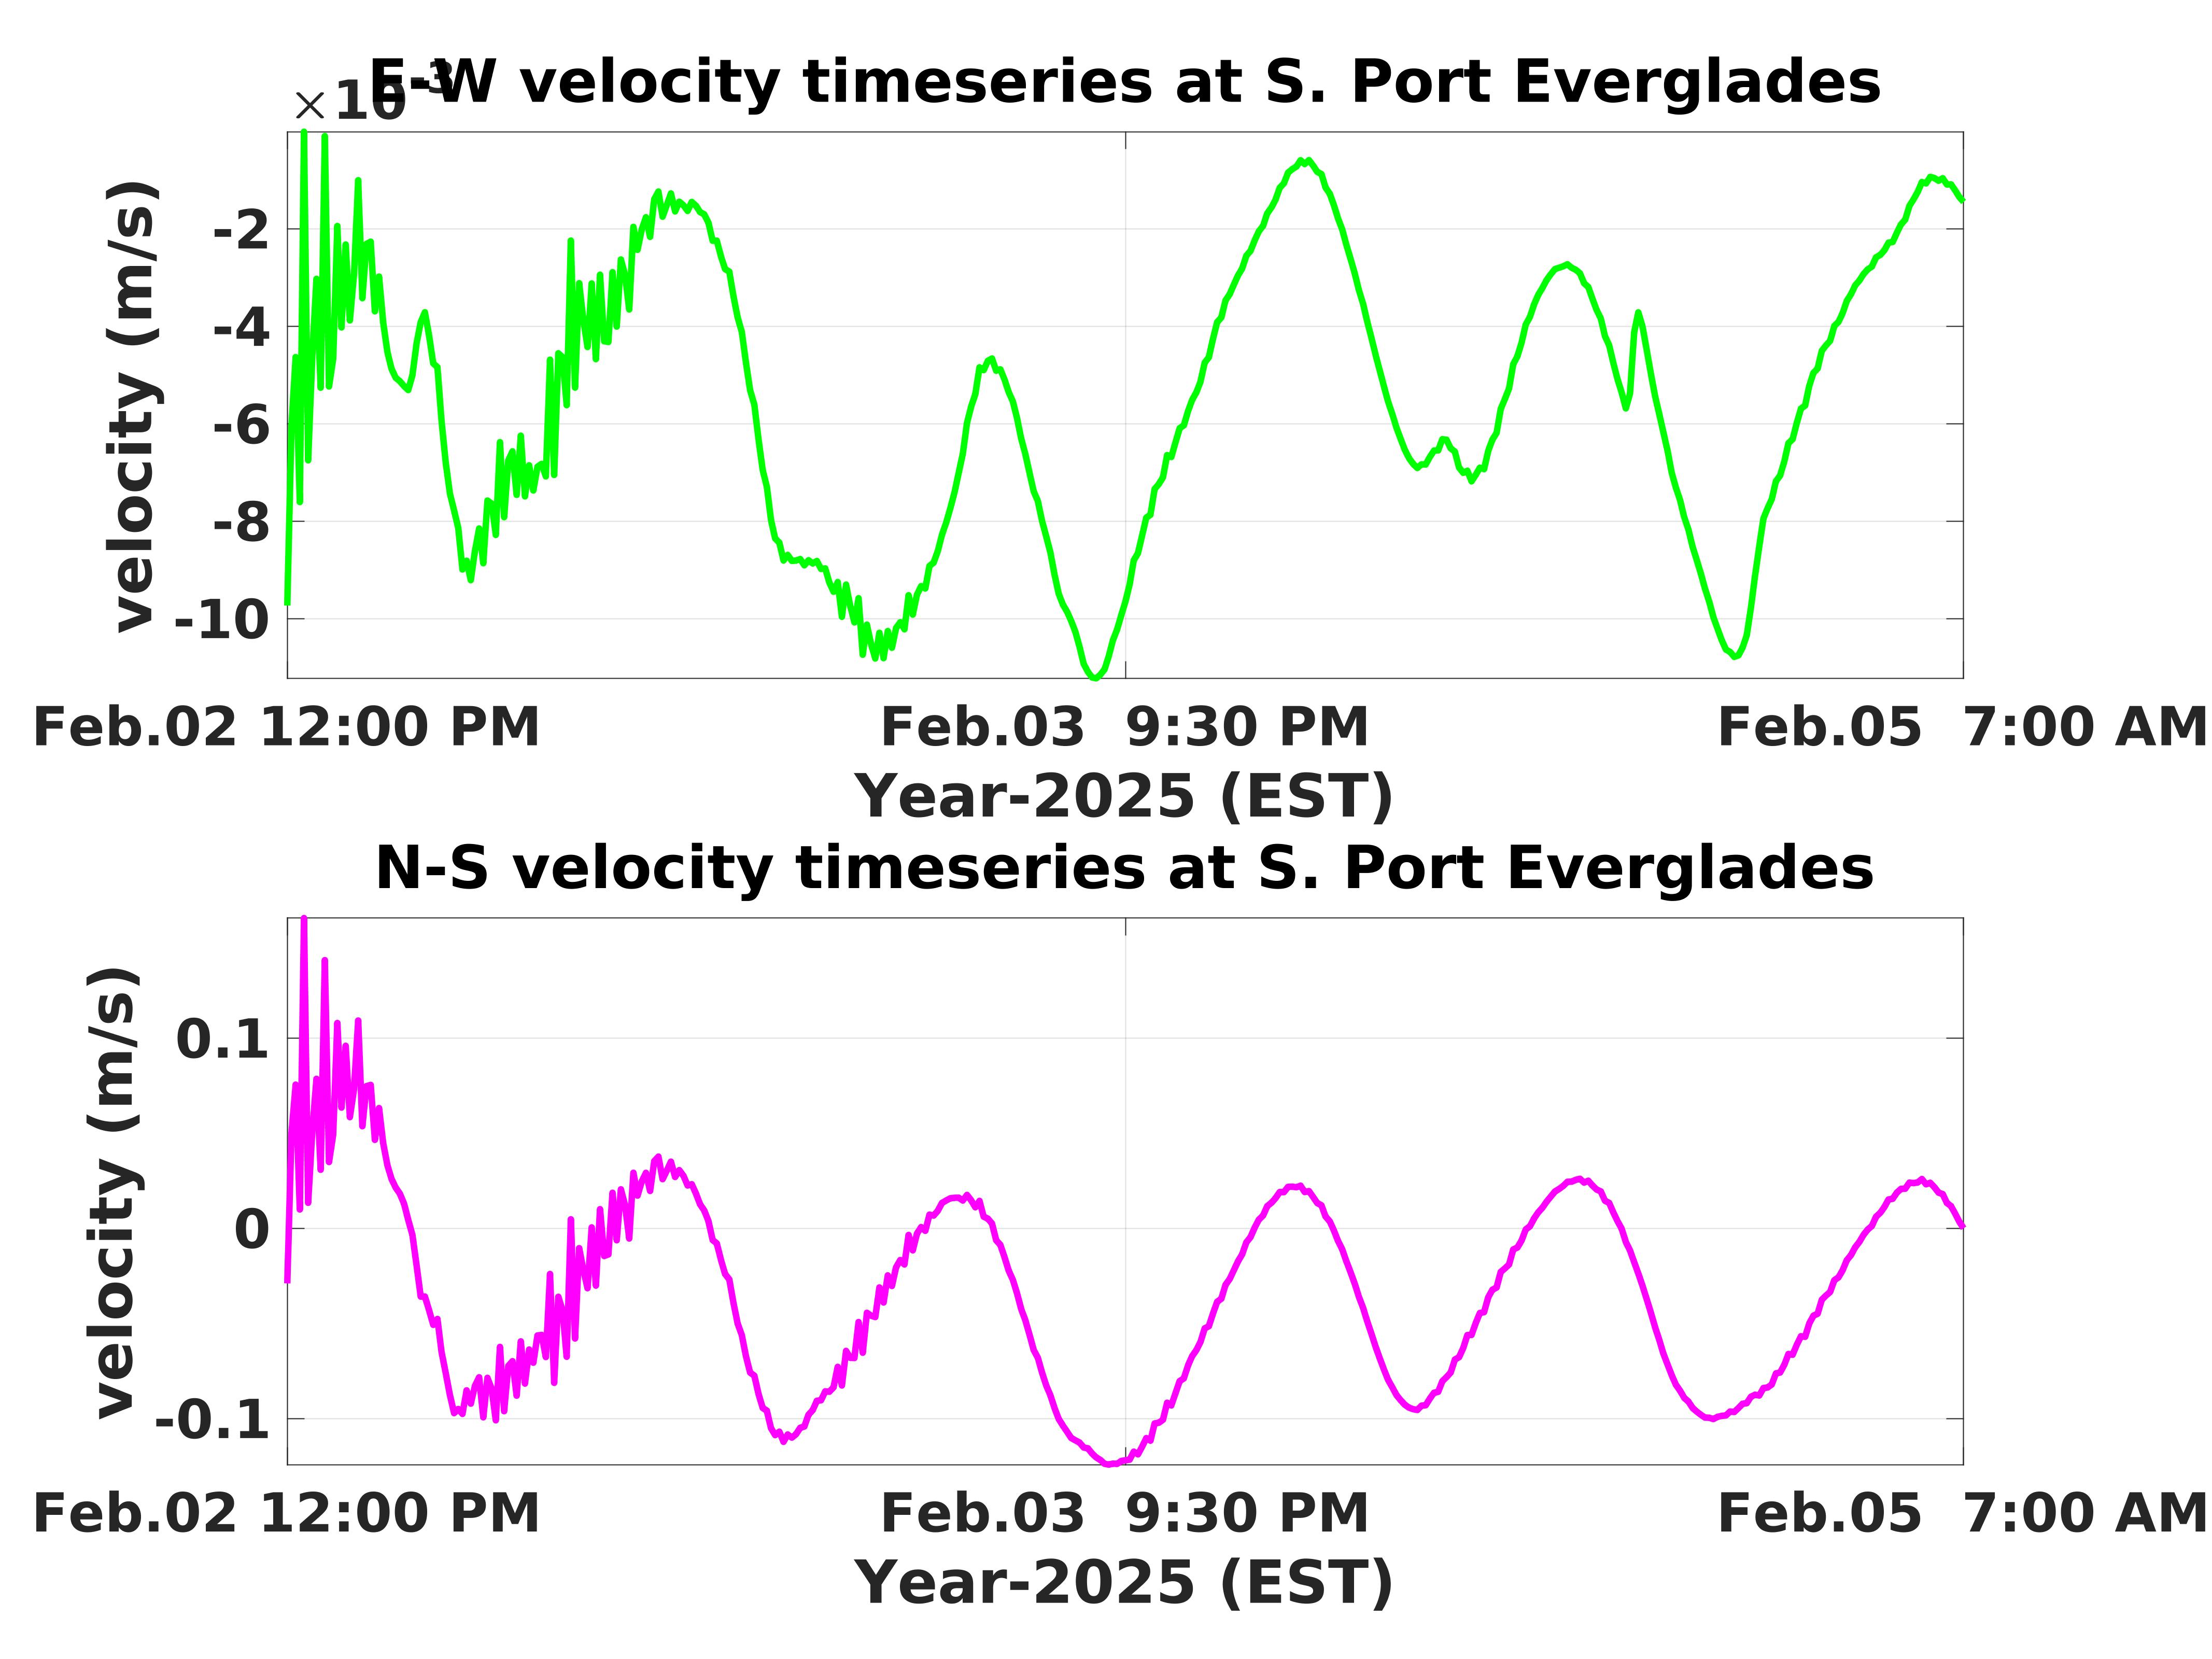 E-W velocity timeseries at S. Port Everglades
×10-3
velocity (m/s)
-2
-4
-6
-8
-10
Feb.02 12:00 PM Feb.03 9:30 PM Feb.05 7:00 AM
Year-2025 (EST)
N-S velocity timeseries at S. Port Everglades
velocity (m/s)
0.1
0
-0.1
Feb.02 12:00 PM Feb.03 9:30 PM Feb.05 7:00 AM
Year-2025 (EST)